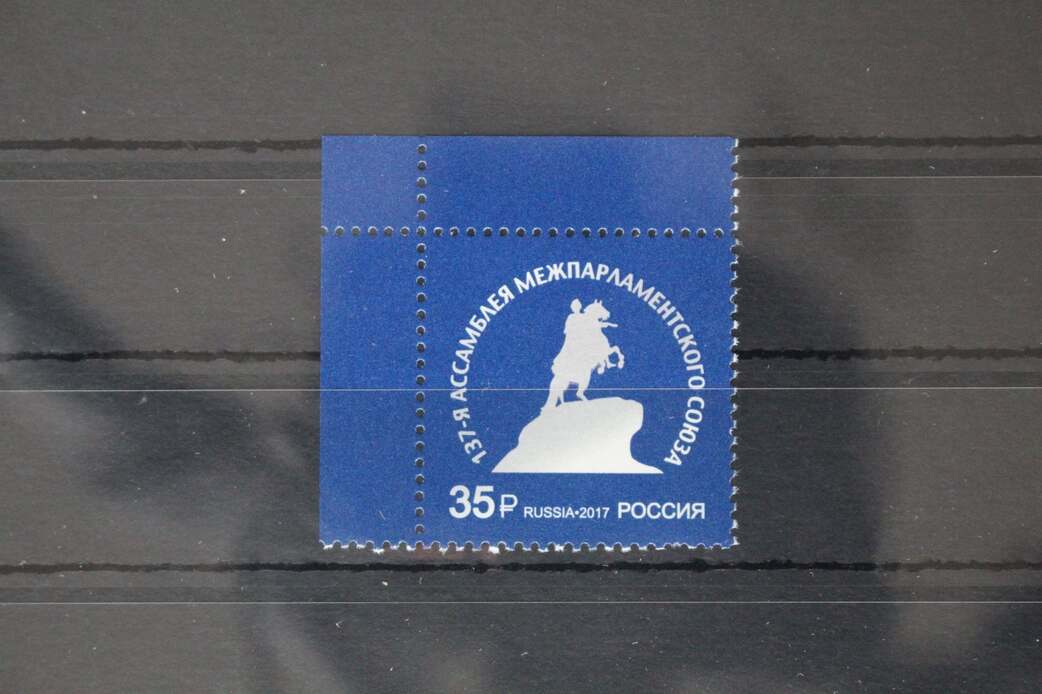 137-Я АССАМБЛЕЯ МЕЖПАРЛАМЕНТСКОГО СОЮЗА
35₽ RUSSIA•2017 РОССИЯ